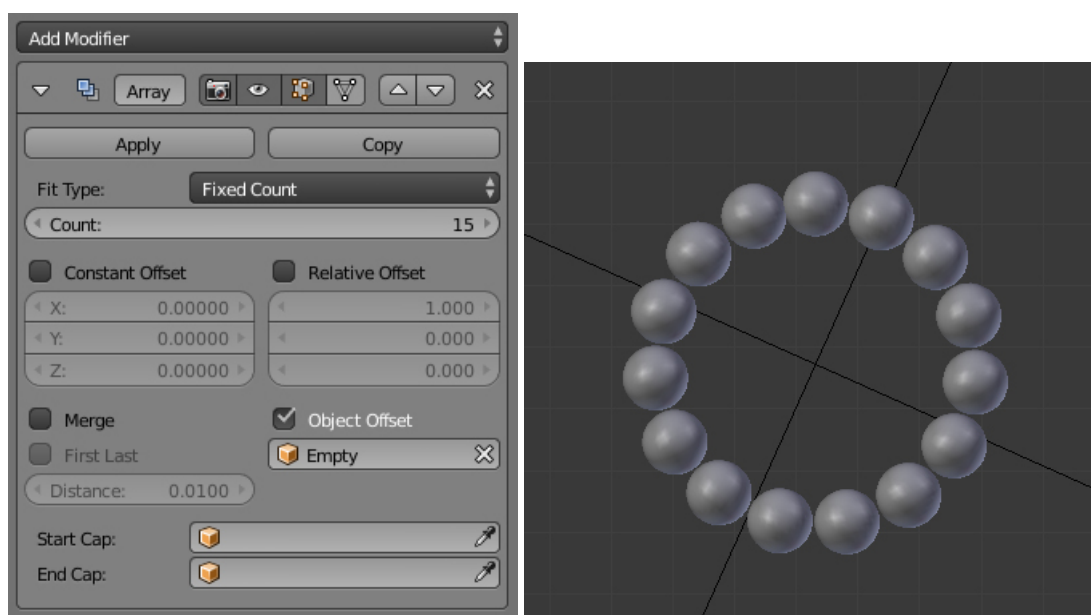 Add Modifier
Array
Apply Copy
Fit Type: Fixed Count
Count: 15
Constant Offset Relative Offset
X: 0.00000 1.000
Y: 0.00000 0.000
Z: 0.00000 0.000
Merge Object Offset
First Last Empty
Distance: 0.0100
Start Cap:
End Cap: